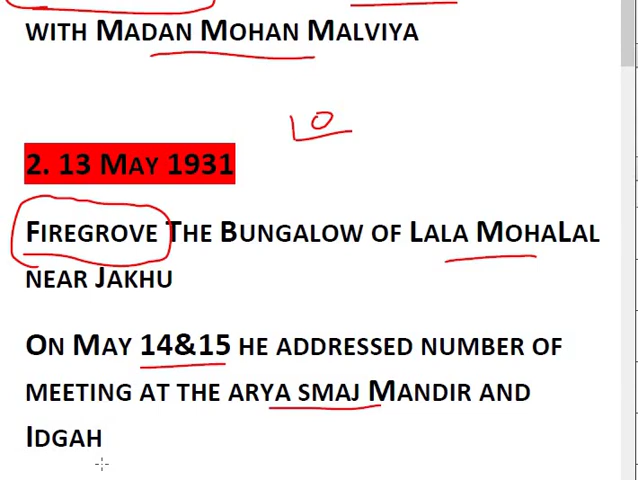 WITH MADAN MOHAN MALVIYA
10
2. 13 MAY 1931
FIREGROVE THE BUNGALOW OF LALA MOHALAL
NEAR JAKHU
ON MAY 14&15 HE ADDRESSED NUMBER OF
MEETING AT THE ARYA SMAJ MANDIR AND
IDGAH